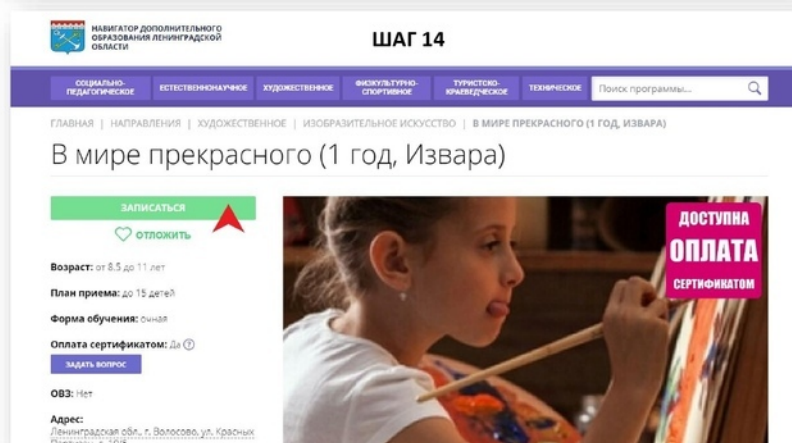 НАВИГАТОР ДОПОЛНИТЕЛЬНОГО
ОБРАЗОВАНИЯ ЛЕНИНГРАДСКОЙ
ОБЛАСТИ
ШАГ 14
СОЦИАЛЬНО-
ПЕДАГОГИЧЕСКОЕ
ЕСТЕСТВЕННОНАУЧНОЕ
ХУДОЖЕСТВЕННОЕ
ФИЗКУЛЬТУРНО-
СПОРТИВНОЕ
ТУРИСТСКО-
КРАЕВЕДЧЕСКОЕ
ТЕХНИЧЕСКОЕ
Поиск программы...
ГЛАВНАЯ | НАПРАВЛЕНИЯ | ХУДОЖЕСТВЕННОЕ | ИЗОБРАЗИТЕЛЬНОЕ ИСКУССТВО | В МИРЕ ПРЕКРАСНОГО (1 ГОД, ИЗВАРА)
В мире прекрасного (1 год, Извара)
ЗАПИСАТЬСЯ
ОТЛОЖИТЬ
Возраст: от 8.5 до 11 лет
План приема: до 15 детей
Форма обучения: очная
Оплата сертификатом: Да ?
ЗАДАТЬ ВОПРОС
ОВЗ: Нет
Адрес:
Ленинградская обл., г. Волосово, ул. Красных
ДОСТУПНА
ОПЛАТА
СЕРТИФИКАТОМ